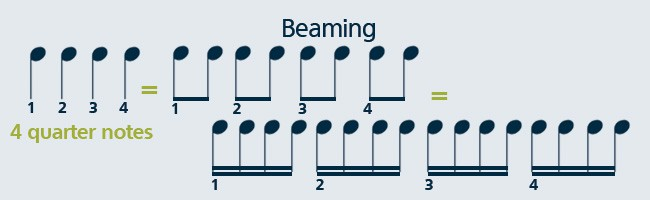 Beaming
1 2 3 4 = 1 2 3 4 =
4 quarter notes
1 2 3 4